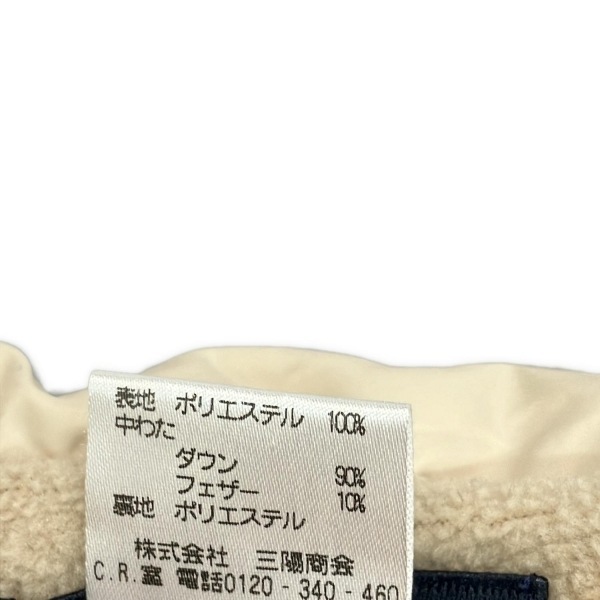 表地 ポリエステル 100%
中わた
ダウン 90%
フェザー 10%
裏地 ポリエステル
株式会社 三陽商会
C.R.室 電話0120-340-460